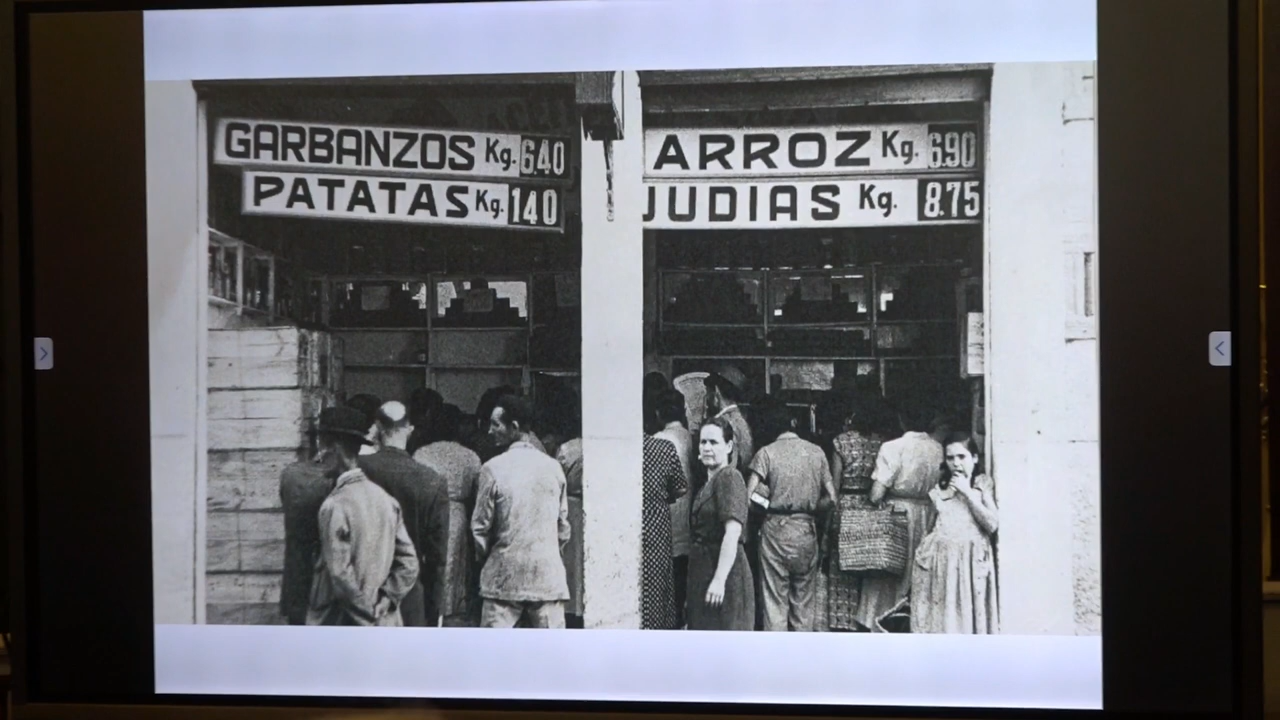 GARBANZOS Kg. 6.40
PATATAS Kg. 1.40
ARROZ Kg. 6.90
JUDIAS Kg. 8.75